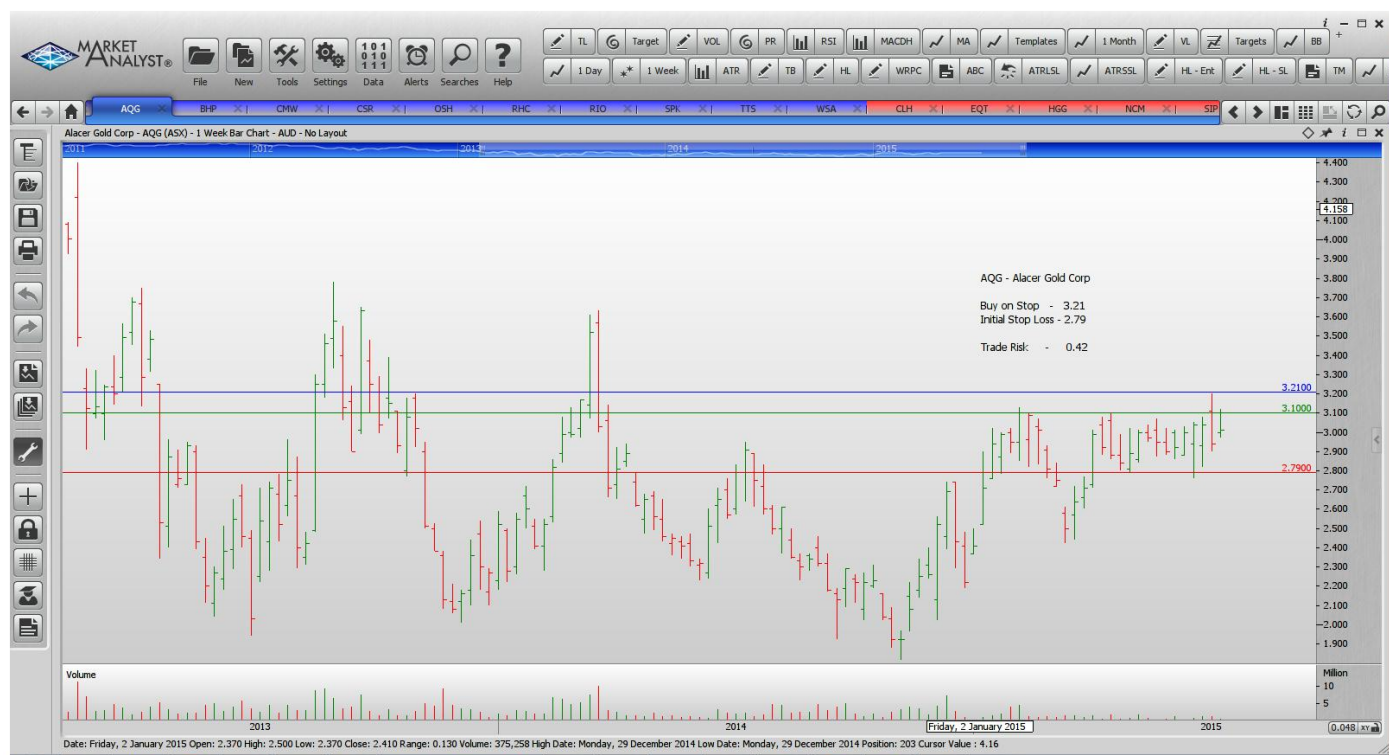 MARKET
ANALYST®
File
New
Tools
Settings
101
010
111
Data
Alerts
Searches
?
Help
TL
Target
VOL
PR
RSI
MACDH
MA
Templates
1 Month
VL
Targets
BB
1 Day
1 Week
ATR
TB
HL
WRPC
ABC
ATRLSL
ATRSSL
HL - Ent
HL - SL
TM
AQG
BHP
CMW
CSR
OSH
RHC
RIO
SPK
TTS
WSA
CLH
EQT
HGG
NCM
SIP
Alacer Gold Corp - AQG (ASX) - 1 Week Bar Chart - AUD - No Layout
2011
2012
2013
2014
2015
4.400
4.300
4.200
4.158
4.100
4.000
3.900
3.800
3.700
3.600
3.500
3.400
3.300
3.200
3.100
3.000
2.900
2.800
2.700
2.600
2.500
2.400
2.300
2.200
2.100
2.000
1.900
AQG - Alacer Gold Corp
Buy on Stop - 3.21
Initial Stop Loss - 2.79
Trade Risk - 0.42
3.2100
3.1000
2.7900
Volume
Million
10
5
2013
2014
Friday, 2 January 2015
2015
0.048 XY
Date: Friday, 2 January 2015 Open: 2.370 High: 2.500 Low: 2.370 Close: 2.410 Range: 0.130 Volume: 375,258 High Date: Monday, 29 December 2014 Low Date: Monday, 29 December 2014 Position: 203 Cursor Value : 4.16